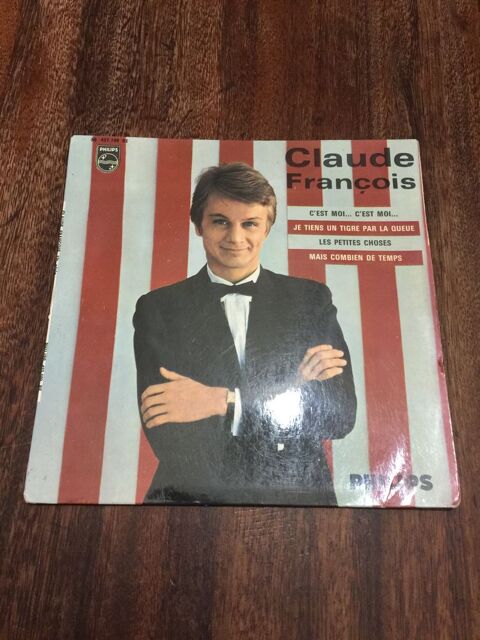 PHILIPS
Claude
François
C'EST MOI... C'EST MOI...
JE TIENS UN TIGRE PAR LA QUEUE
LES PETITES CHOSES
MAIS COMBIEN DE TEMPS
PHILIPS